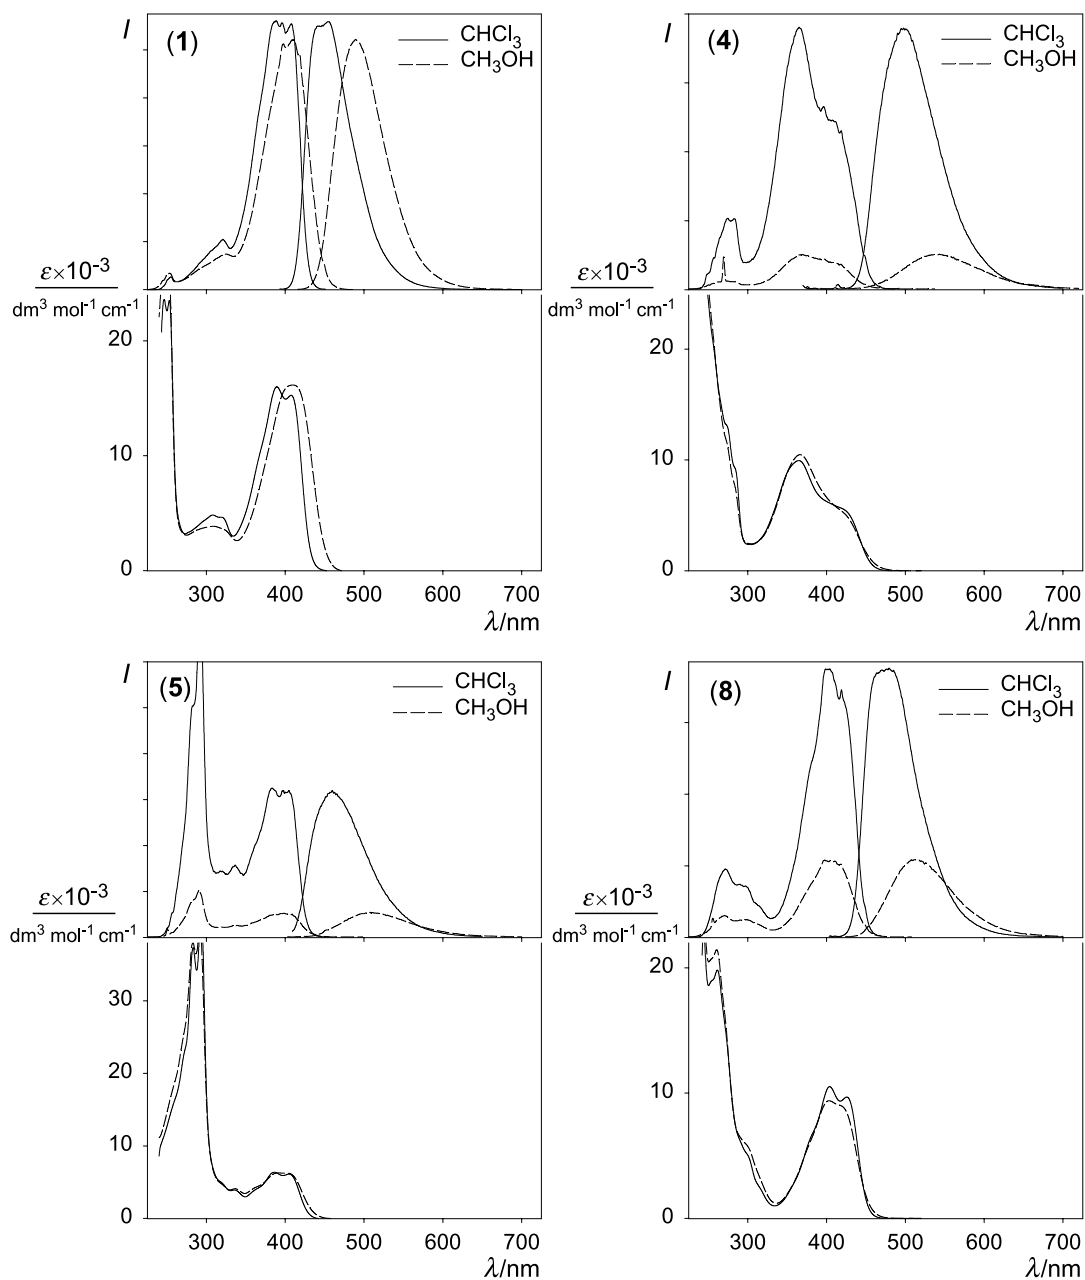 I (1) CHCl3
CH3OH
ε×10-3
dm3 mol-1 cm-1
20
10
0
300 400 500 600 700
λ/nm
I (4) CHCl3
CH3OH
ε×10-3
dm3 mol-1 cm-1
20
10
0
300 400 500 600 700
λ/nm
I (5) CHCl3
CH3OH
ε×10-3
dm3 mol-1 cm-1
30
20
10
0
300 400 500 600 700
λ/nm
I (8) CHCl3
CH3OH
ε×10-3
dm3 mol-1 cm-1
20
10
0
300 400 500 600 700
λ/nm